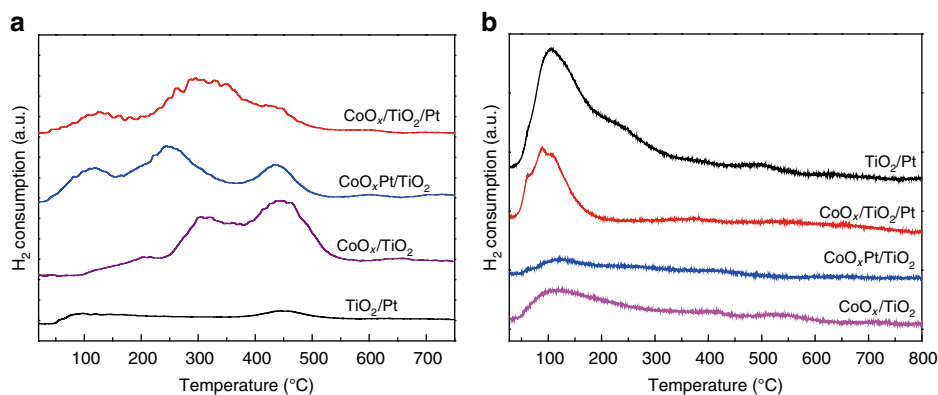 a
H₂ consumption (a.u.)
CoOₓ/TiO₂/Pt
CoOₓPt/TiO₂
CoOₓ/TiO₂
TiO₂/Pt
100 200 300 400 500 600 700
Temperature (°C)
b
H₂ consumption (a.u.)
TiO₂/Pt
CoOₓ/TiO₂/Pt
CoOₓPt/TiO₂
CoOₓ/TiO₂
100 200 300 400 500 600 700 800
Temperature (°C)